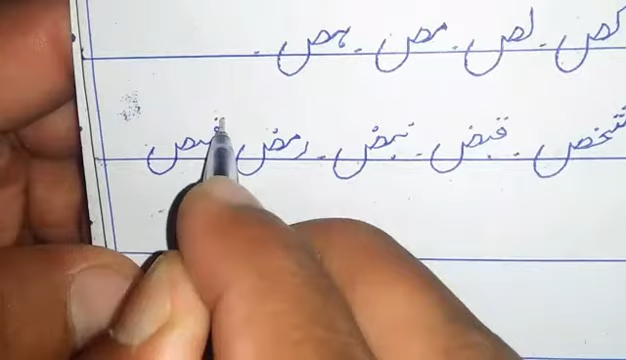 کص ۔ لص ۔ مص ۔ ہص ۔
شخص ۔ قبض ۔ نبض ۔ رمض